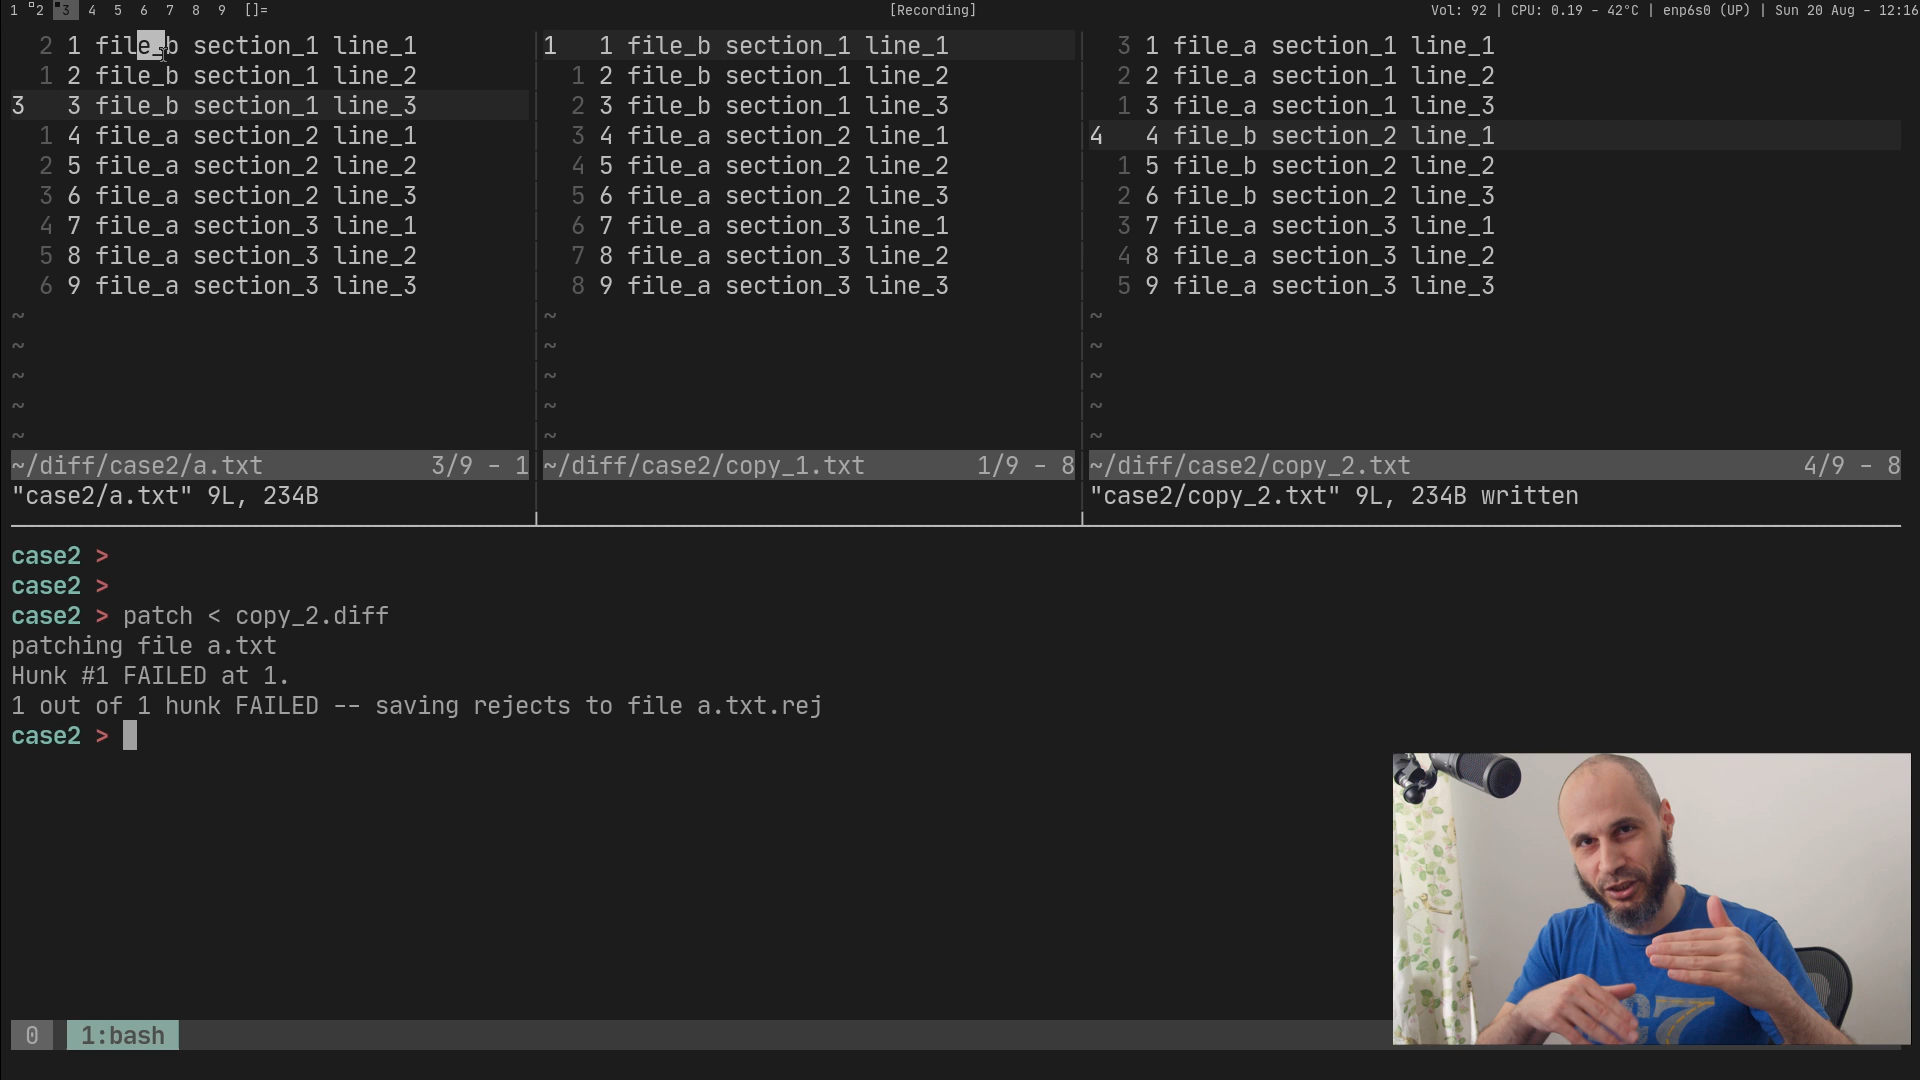 1 2 3 4 5 6 7 8 9 []= [Recording] Vol: 92 | CPU: 0.19 - 42°C | enp6s0 (UP) | Sun 20 Aug - 12:16
2 1 file_b section_1 line_1
1 2 file_b section_1 line_2
3 3 file_b section_1 line_3
1 4 file_a section_2 line_1
2 5 file_a section_2 line_2
3 6 file_a section_2 line_3
4 7 file_a section_3 line_1
5 8 file_a section_3 line_2
6 9 file_a section_3 line_3
~
~
~
~
~
~/diff/case2/a.txt 3/9 - 1
"case2/a.txt" 9L, 234B
1 1 file_b section_1 line_1
1 2 file_b section_1 line_2
2 3 file_b section_1 line_3
3 4 file_a section_2 line_1
4 5 file_a section_2 line_2
5 6 file_a section_2 line_3
6 7 file_a section_3 line_1
7 8 file_a section_3 line_2
8 9 file_a section_3 line_3
~
~
~
~
~
~/diff/case2/copy_1.txt 1/9 - 8
3 1 file_a section_1 line_1
2 2 file_a section_1 line_2
1 3 file_a section_1 line_3
4 4 file_b section_2 line_1
1 5 file_b section_2 line_2
2 6 file_b section_2 line_3
3 7 file_a section_3 line_1
4 8 file_a section_3 line_2
5 9 file_a section_3 line_3
~
~
~
~
~
~/diff/case2/copy_2.txt 4/9 - 8
"case2/copy_2.txt" 9L, 234B written
case2 >
case2 >
case2 > patch < copy_2.diff
patching file a.txt
Hunk #1 FAILED at 1.
1 out of 1 hunk FAILED -- saving rejects to file a.txt.rej
case2 >
0 1:bash